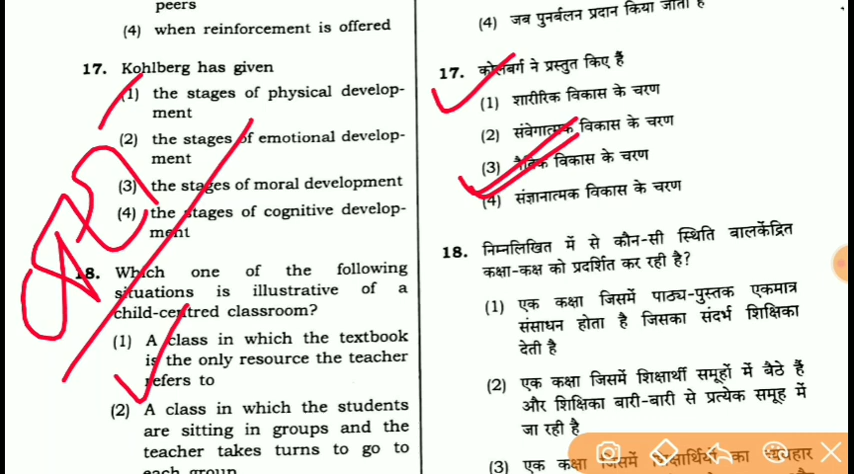 peers
(4) when reinforcement is offered
17. Kohlberg has given
(1) the stages of physical develop-
ment
(2) the stages of emotional develop-
ment
(3) the stages of moral development
(4) the stages of cognitive develop-
ment
18. Which one of the following
situations is illustrative of a
child-centred classroom?
(1) A class in which the textbook
is the only resource the teacher
refers to
(2) A class in which the students
are sitting in groups and the
teacher takes turns to go to
each group
(4) जब पुनर्बलन प्रदान किया जाता है
17. कोलबर्ग ने प्रस्तुत किए हैं
(1) शारीरिक विकास के चरण
(2) संवेगात्मक विकास के चरण
(3) नैतिक विकास के चरण
(4) संज्ञानात्मक विकास के चरण
18. निम्नलिखित में से कौन-सी स्थिति बालकेंद्रित
कक्षा-कक्ष को प्रदर्शित कर रही है?
(1) एक कक्षा जिसमें पाठ्य-पुस्तक एकमात्र
संसाधन होता है जिसका संदर्भ शिक्षिका
देती है
(2) एक कक्षा जिसमें शिक्षार्थी समूहों में बैठे हैं
और शिक्षिका बारी-बारी से प्रत्येक समूह में
जा रही है
(3) एक कक्षा जिसमें शिक्षार्थियों का व्यवहार